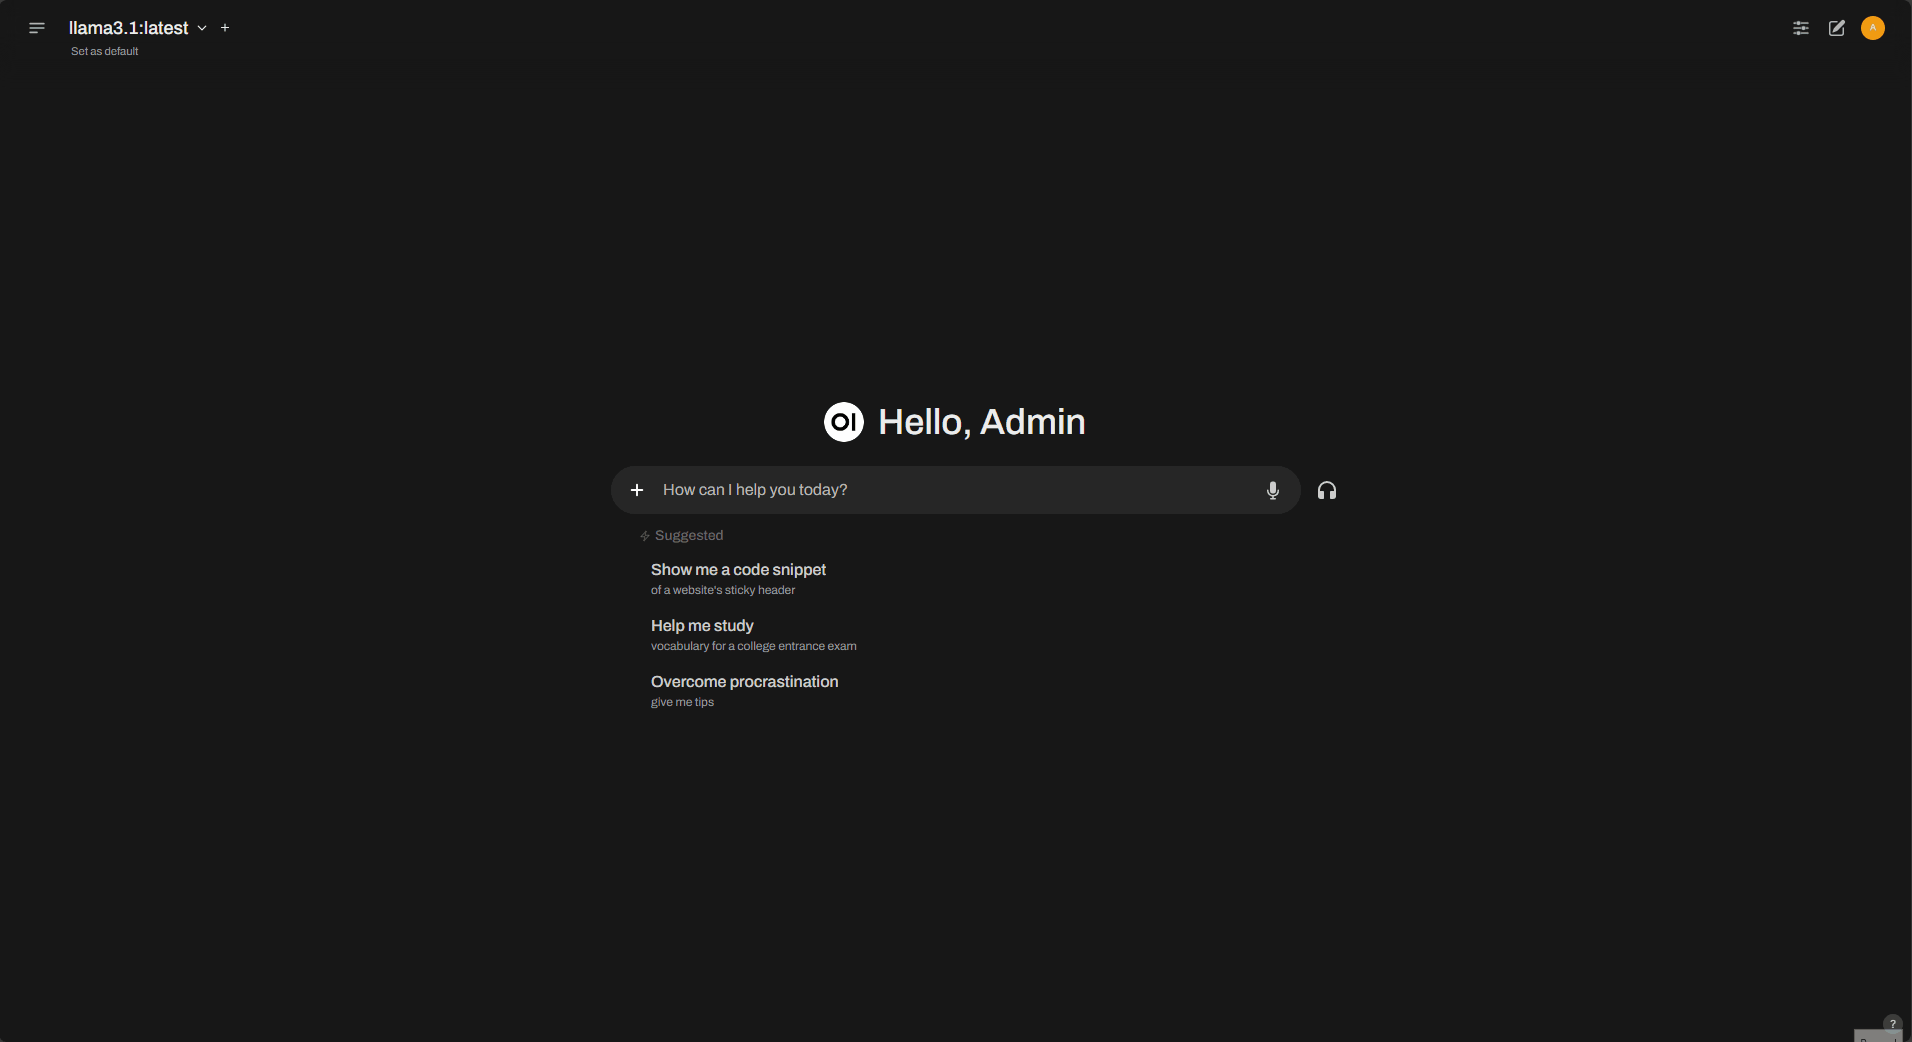 llama3.1:latest
Set as default
A
OI Hello, Admin
How can I help you today?
Suggested
Show me a code snippet
of a website's sticky header
Help me study
vocabulary for a college entrance exam
Overcome procrastination
give me tips
?